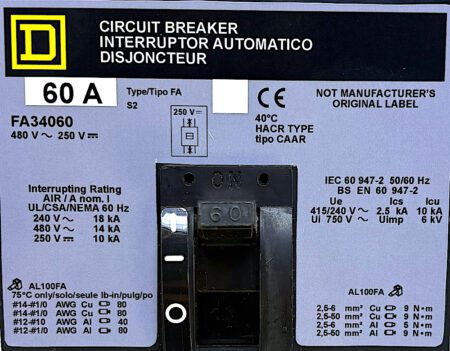 D
CIRCUIT BREAKER
INTERRUPTOR AUTOMATICO
DISJONCTEUR
60 A
Type/Tipo FA
S2
250 V
CE
40°C
HACR TYPE
tipo CAAR
NOT MANUFACTURER'S
ORIGINAL LABEL
FA34060
480 V ~ 250 V ⎓
Interrupting Rating
AIR / A nom. I
UL/CSA/NEMA 60 Hz
240 V ~ 18 kA
480 V ~ 14 kA
250 V ⎓ 10 kA
AL100FA
75°C only/solo/seule lb-in/pulg/po
#14-#1/0 AWG Cu 80
#14-#1/0 AWG Cu 80
#12-#10 AWG Al 40
#12-#1/0 AWG Al 80
ON
60
I
O
IEC 60 947-2 50/60 Hz
BS EN 60 947-2
Ue Ics Icu
415/240 V ~ 2.5 kA 10 kA
Ui 750 V ~ Uimp 6 kV
AL100FA
2,5-6 mm² Cu 9 N•m
2,5-50 mm² Cu 9 N•m
2,5-6 mm² Al 5 N•m
2,5-50 mm² Al 9 N•m